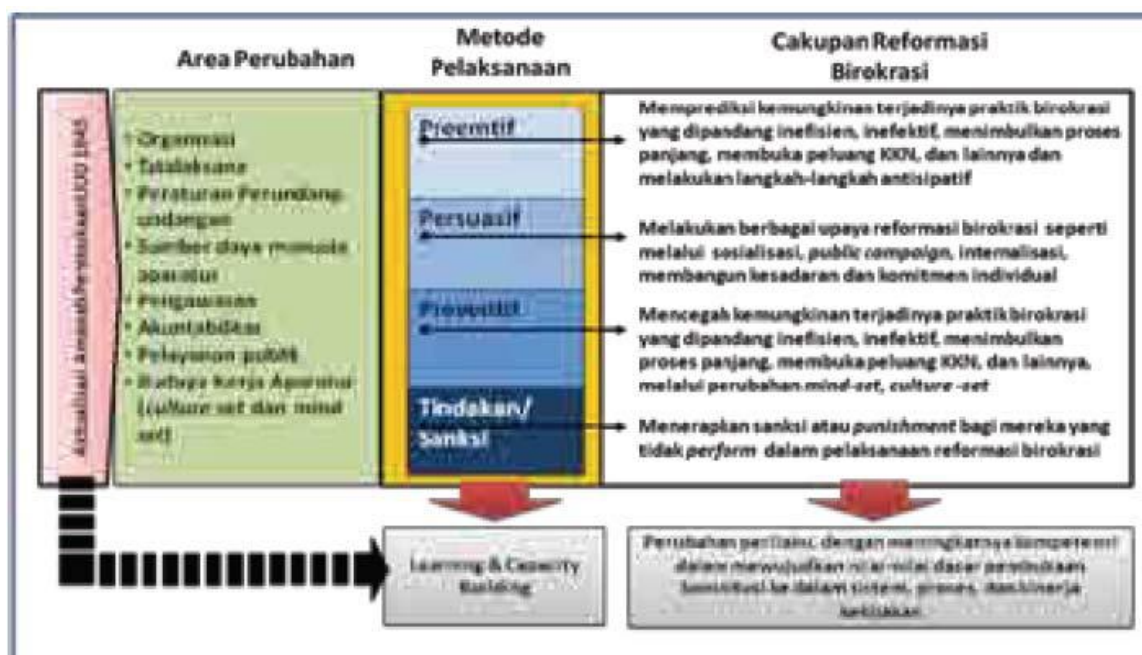 Area Perubahan
Metode
Pelaksanaan
Cakupan Reformasi
Birokrasi
• Organisasi
• Tatalaksana
• Peraturan Perundang
undangan
• Sumber daya manusia
aparatur
• Pengawasan
• Akuntabilitas
• Pelayanan publik
• Budaya Kerja Aparatur
(culture set dan mind
set)
Preemtif
Persuasif
Preventif
Tindakan/
Sanksi
Memprediksi kemungkinan terjadinya praktik birokrasi
yang dipandang inefisien, inefektif, menimbulkan proses
panjang, membuka peluang KKN, dan lainnya dan
melakukan langkah-langkah antisipatif
Melakukan berbagai upaya reformasi birokrasi seperti
melalui sosialisasi, public campaign, internalisasi,
membangun kesadaran dan komitmen individual
Mencegah kemungkinan terjadinya praktik birokrasi
yang dipandang inefisien, inefektif, menimbulkan
proses panjang, membuka peluang KKN, dan lainnya,
melalui perubahan mind-set, culture -set
Menerapkan sanksi atau punishment bagi mereka yang
tidak perform dalam pelaksanaan reformasi birokrasi
Learning & Capacity
Building
Perubahan perilaku, dengan meningkatnya kompetensi
dalam mewujudkan nilai-nilai dasar pembukaan
konstitusi ke dalam sistem, proses, dan kinerja
kebijakan